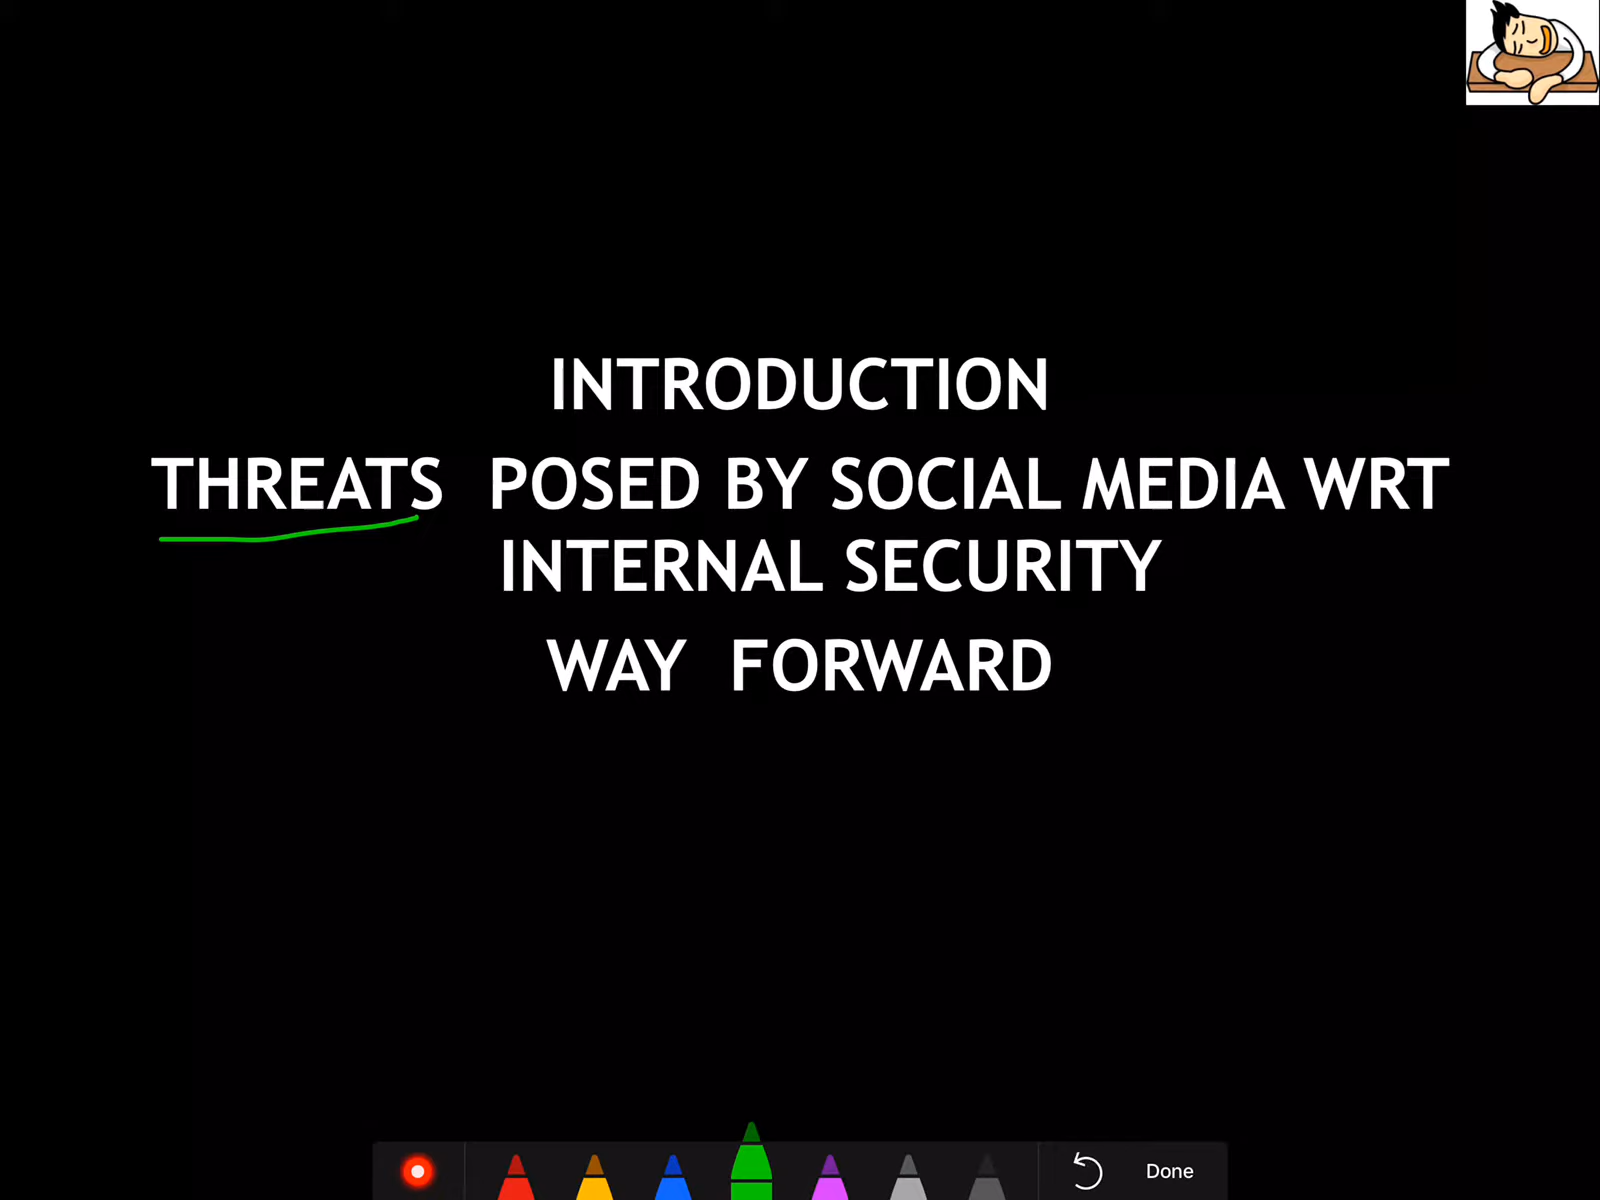 INTRODUCTION
THREATS POSED BY SOCIAL MEDIA WRT
INTERNAL SECURITY
WAY FORWARD
Done